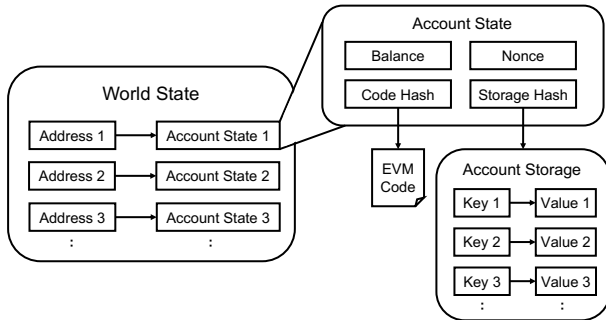 World State
Address 1
Account State 1
Address 2
Account State 2
Address 3
Account State 3
:
:
Account State
Balance
Nonce
Code Hash
Storage Hash
EVM
Code
Account Storage
Key 1
Value 1
Key 2
Value 2
Key 3
Value 3
:
: